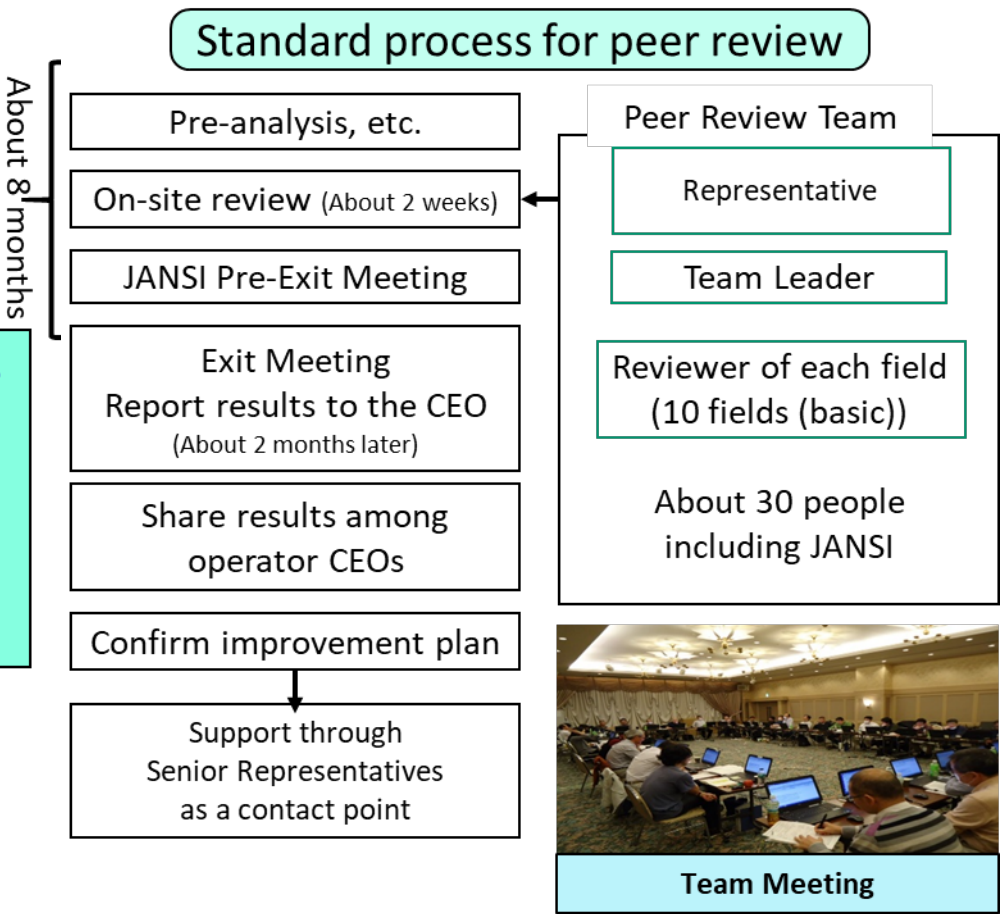 Standard process for peer review
About 8 months
Pre-analysis, etc.
On-site review (About 2 weeks)
JANSI Pre-Exit Meeting
Exit Meeting
Report results to the CEO
(About 2 months later)
Share results among
operator CEOs
Confirm improvement plan
Support through
Senior Representatives
as a contact point
Peer Review Team
Representative
Team Leader
Reviewer of each field
(10 fields (basic))
About 30 people
including JANSI
Team Meeting